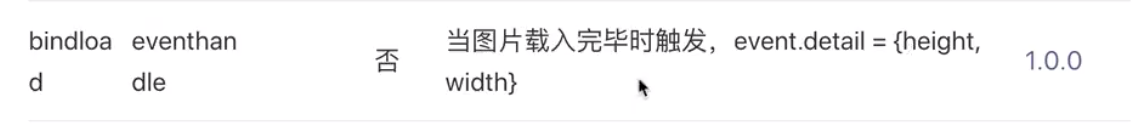 bindloa eventhan 当图片载入完毕时触发，event.detail = {height,
否 1.0.0
d dle width}